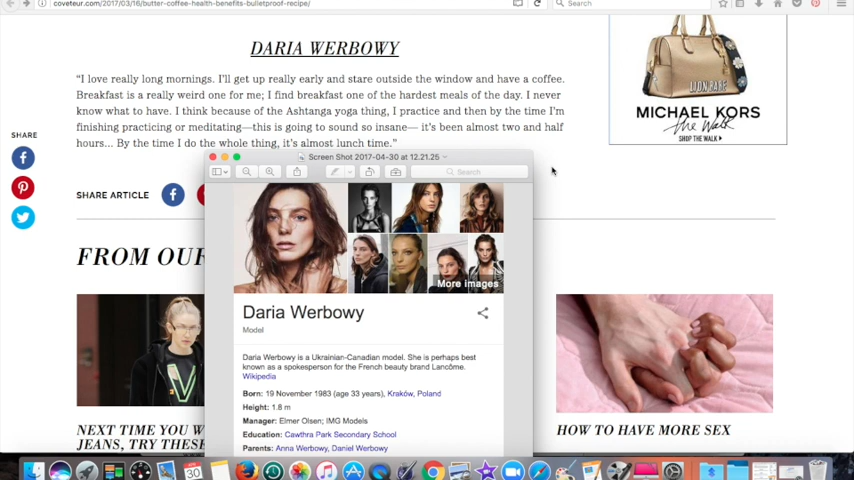 coveteur.com/2017/03/16/butter-coffee-health-benefits-bulletproof-recipe/
Search
DARIA WERBOWY
“I love really long mornings. I’ll get up really early and stare outside the window and have a coffee.
Breakfast is a really weird one for me; I find breakfast one of the hardest meals of the day. I never
know what to have. I think because of the Ashtanga yoga thing, I practice and then by the time I’m
finishing practicing or meditating—this is going to sound so insane— it’s been almost two and half
hours... By the time I do the whole thing, it’s almost lunch time.”
SHARE
MICHAEL KORS
the Walk
SHOP THE WALK
Screen Shot 2017-04-30 at 12.21.25
Search
SHARE ARTICLE
FROM OUR
More images
Daria Werbowy
Model
Daria Werbowy is a Ukrainian-Canadian model. She is perhaps best
known as a spokesperson for the French beauty brand Lancôme.
Wikipedia
Born: 19 November 1983 (age 33 years), Kraków, Poland
Height: 1.8 m
Manager: Elmer Olsen; IMG Models
Education: Cawthra Park Secondary School
Parents: Anna Werbowy, Daniel Werbowy
NEXT TIME YOU W
JEANS, TRY THESE
HOW TO HAVE MORE SEX
APR
30